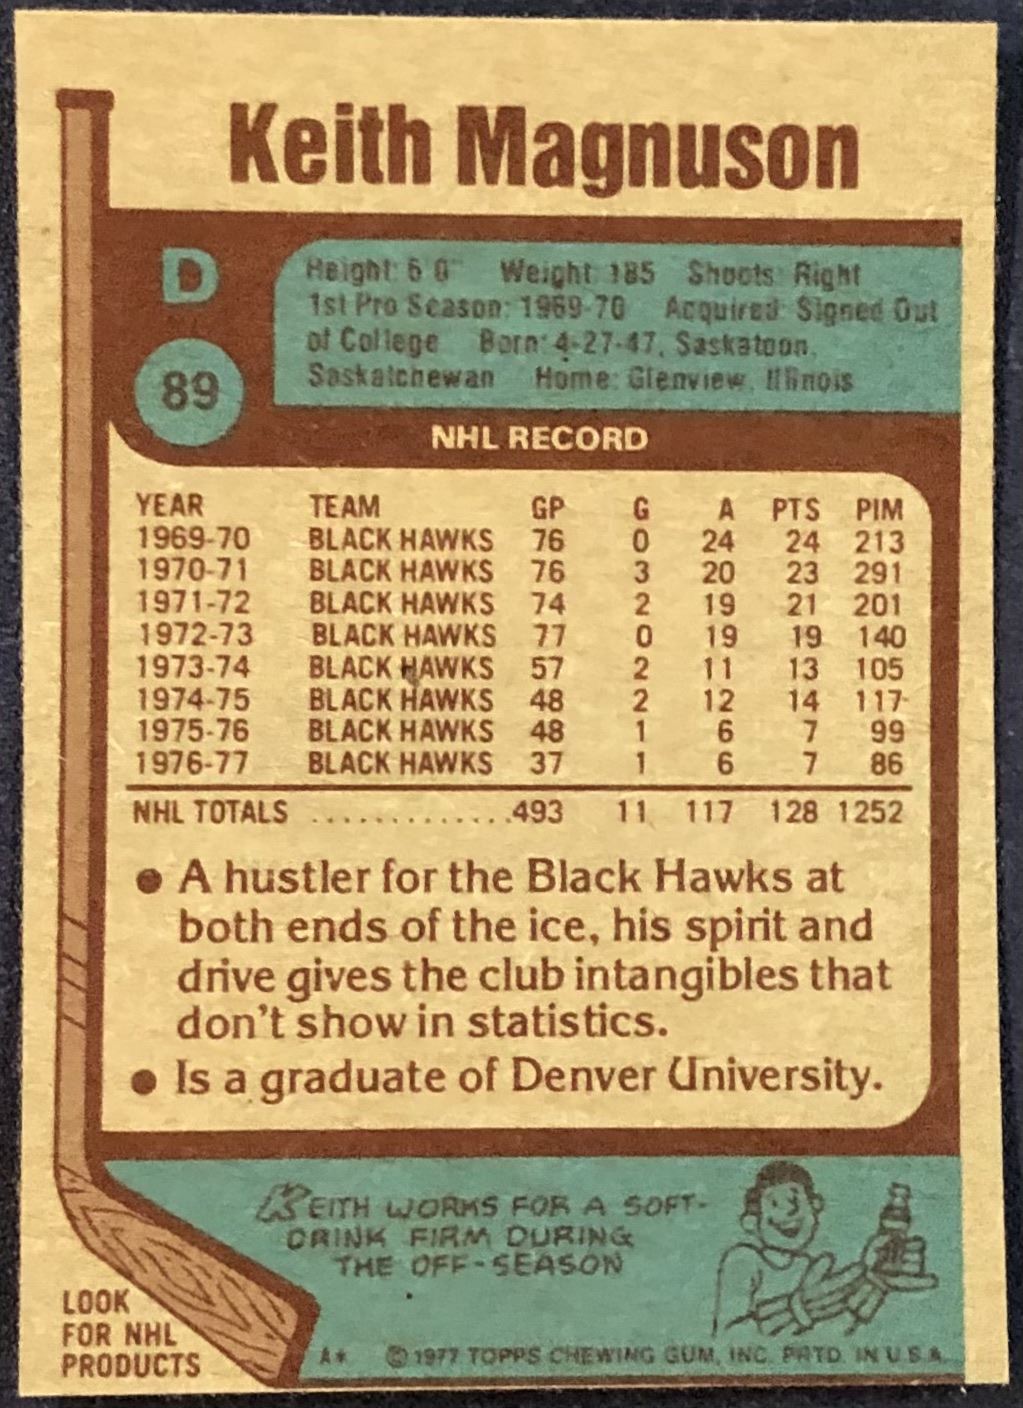 Keith Magnuson
D
Height: 6'0" Weight: 185 Shoots: Right
1st Pro Season: 1969-70 Acquired: Signed Out
of College Born: 4-27-47, Saskatoon,
Saskatchewan Home: Glenview, Illinois
89
NHL RECORD
YEAR TEAM GP G A PTS PIM
1969-70 BLACK HAWKS 76 0 24 24 213
1970-71 BLACK HAWKS 76 3 20 23 291
1971-72 BLACK HAWKS 74 2 19 21 201
1972-73 BLACK HAWKS 77 0 19 19 140
1973-74 BLACK HAWKS 57 2 11 13 105
1974-75 BLACK HAWKS 48 2 12 14 117
1975-76 BLACK HAWKS 48 1 6 7 99
1976-77 BLACK HAWKS 37 1 6 7 86
NHL TOTALS .............493 11 117 128 1252
● A hustler for the Black Hawks at
both ends of the ice, his spirit and
drive gives the club intangibles that
don't show in statistics.
● Is a graduate of Denver University.
KEITH WORKS FOR A SOFT-
DRINK FIRM DURING
THE OFF-SEASON
LOOK
FOR NHL
PRODUCTS
A* © 1977 TOPPS CHEWING GUM, INC. PRTD. IN U.S.A.